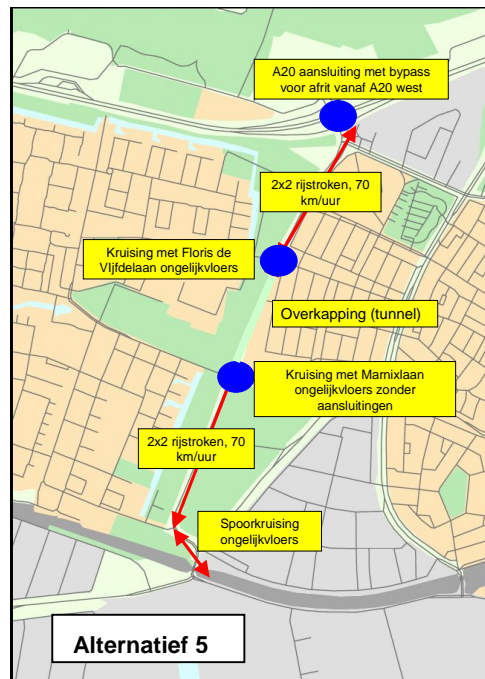 A20 aansluiting met bypass
voor afrit vanaf A20 west
2x2 rijstroken, 70
km/uur
Kruising met Floris de
VIjfdelaan ongelijkvloers
Overkapping (tunnel)
Kruising met Marnixlaan
ongelijkvloers zonder
aansluitingen
2x2 rijstroken, 70
km/uur
Spoorkruising
ongelijkvloers
Alternatief 5